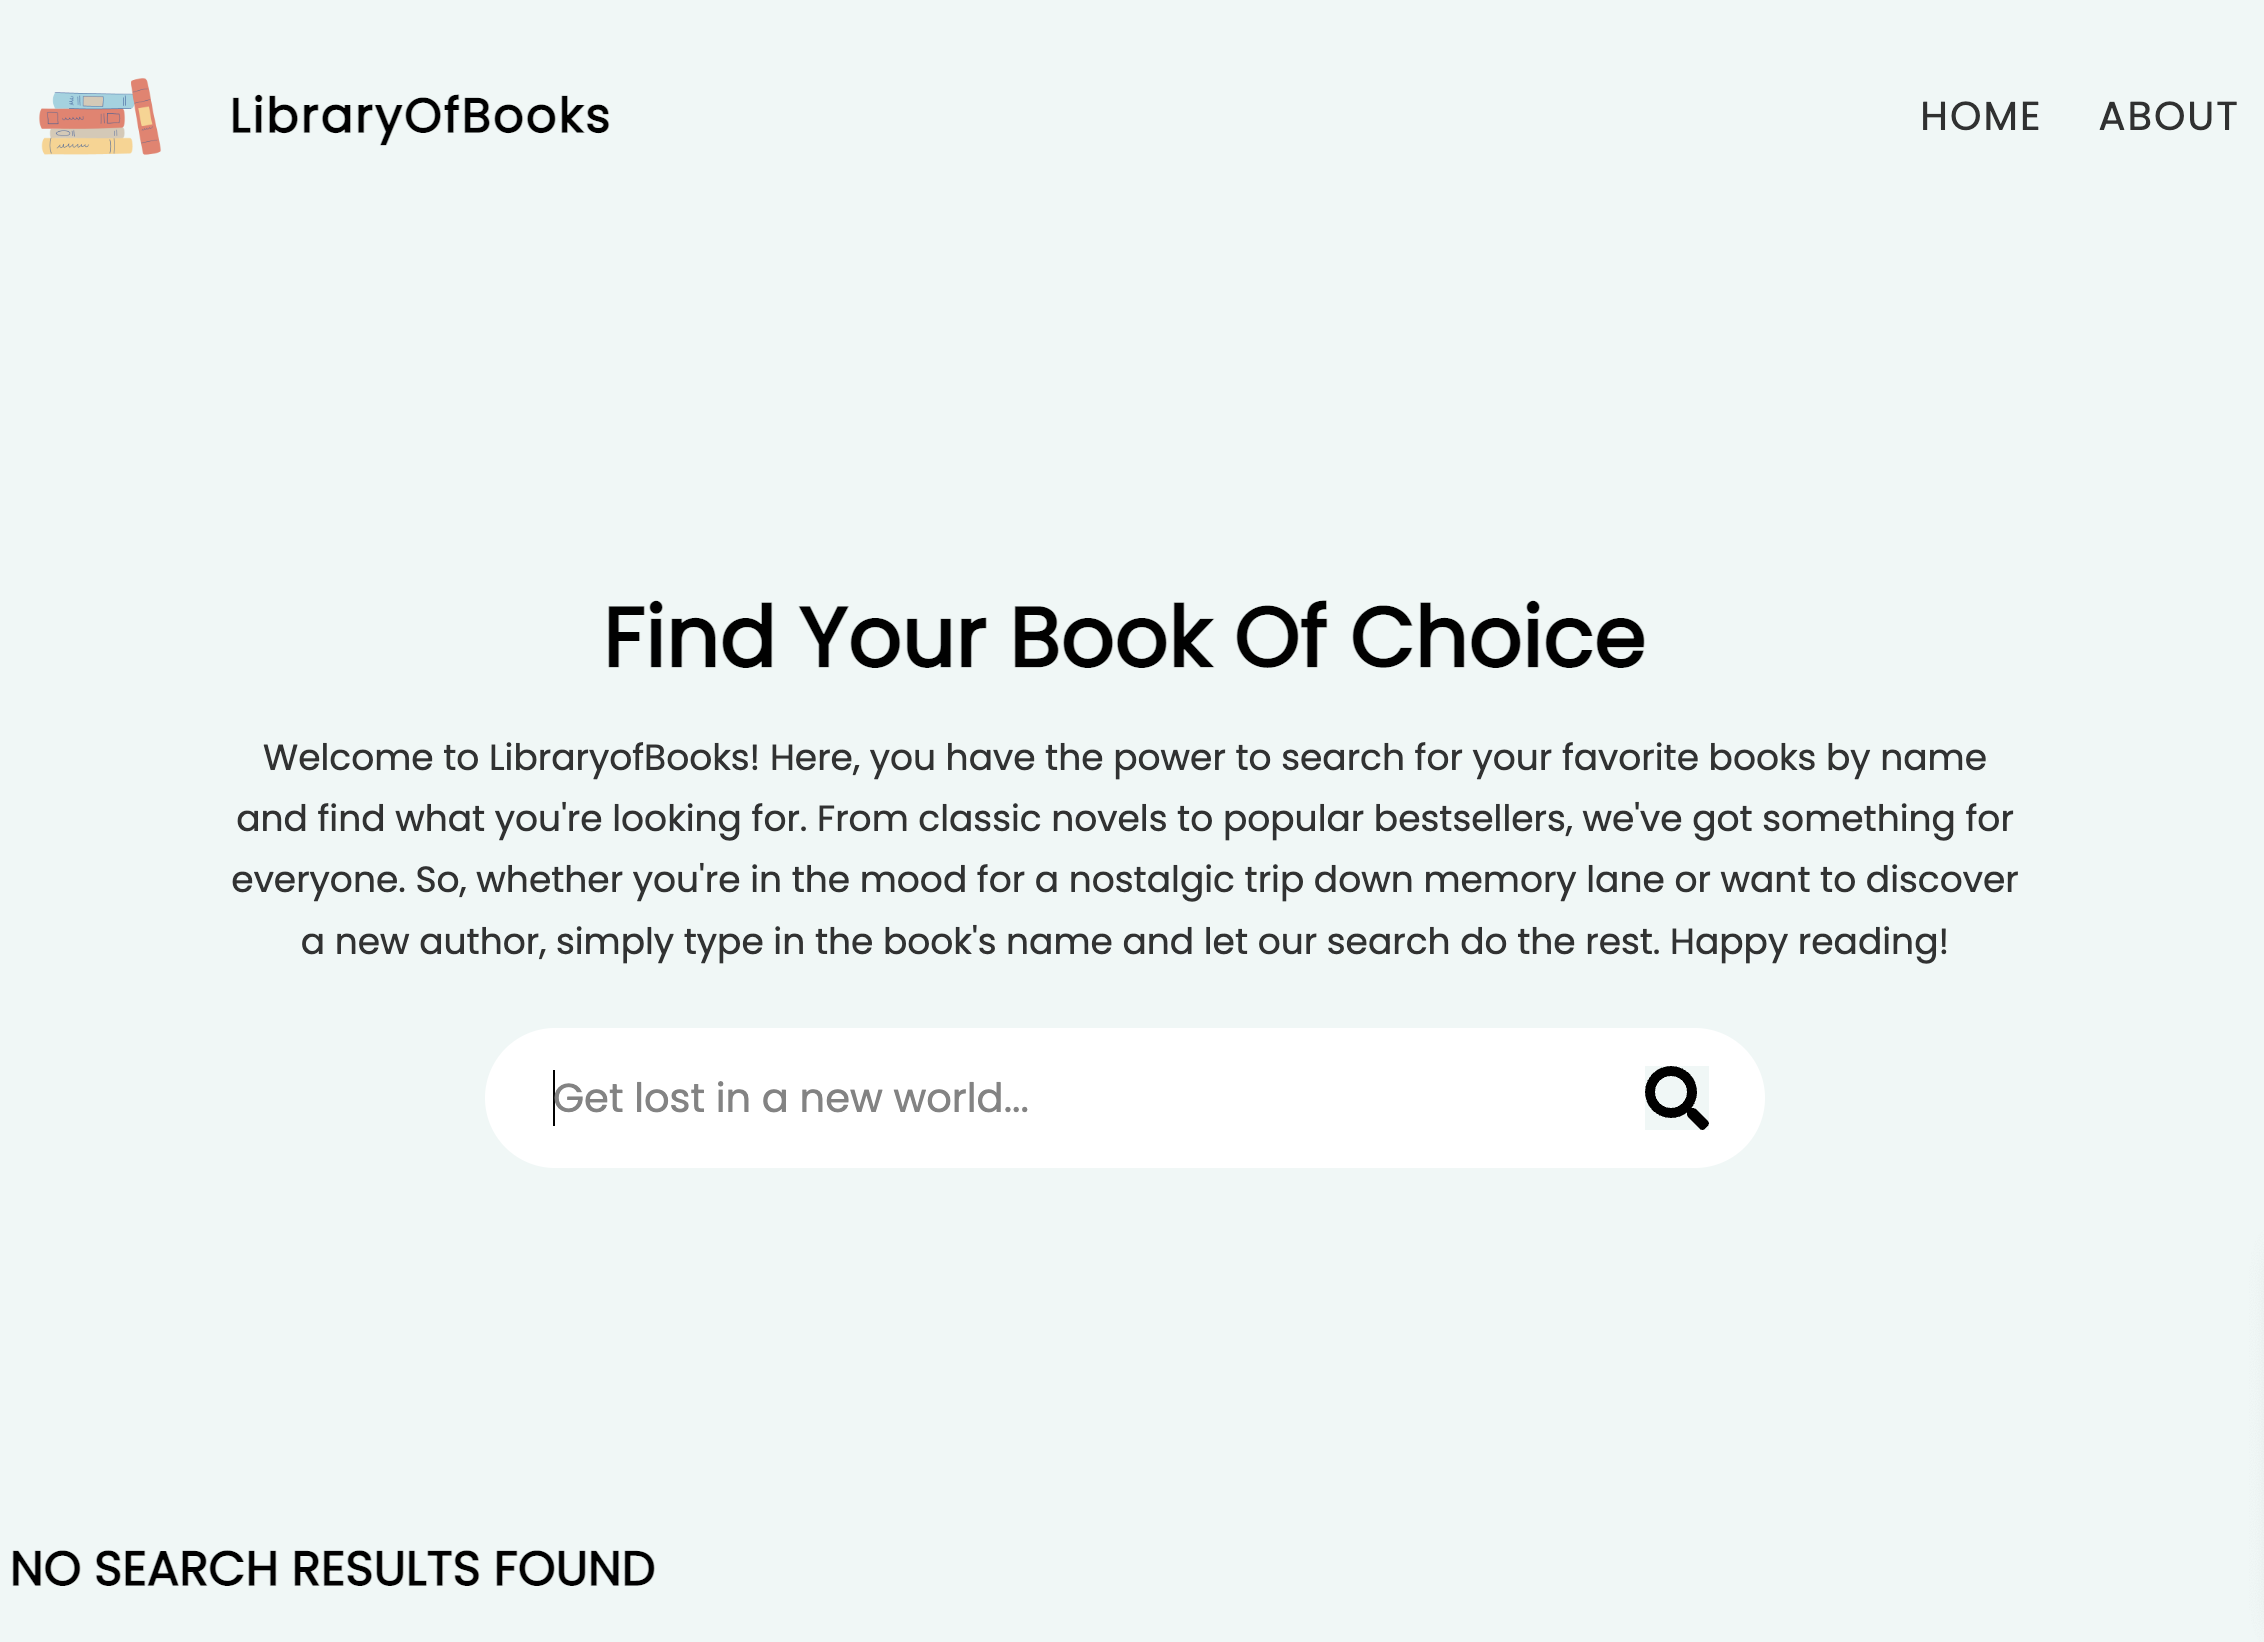 LibraryOfBooks
HOME ABOUT
Find Your Book Of Choice
Welcome to LibraryofBooks! Here, you have the power to search for your favorite books by name
and find what you're looking for. From classic novels to popular bestsellers, we've got something for
everyone. So, whether you're in the mood for a nostalgic trip down memory lane or want to discover
a new author, simply type in the book's name and let our search do the rest. Happy reading!
Get lost in a new world...
NO SEARCH RESULTS FOUND